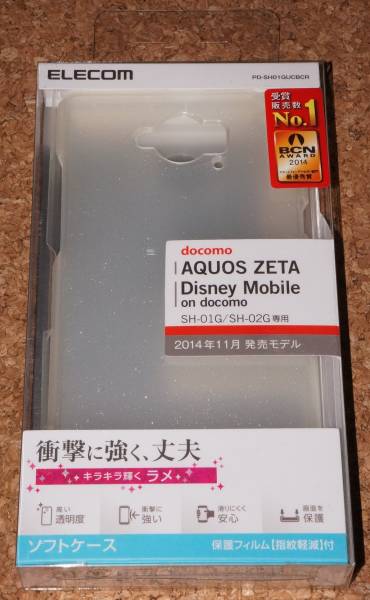 ELECOM
PD-SH01GUCBCR
受賞
販売数
No.1
BCN
AWARD
2014
最優秀賞
docomo
AQUOS ZETA
Disney Mobile
on docomo
SH-01G/SH-02G専用
2014年11月 発売モデル
衝撃に強く、丈夫
キラキラ輝く ラメ
高い
透明度
衝撃に
強い
滑りにくく
安心
画面を
保護
ソフトケース
保護フィルム【指紋軽減】付